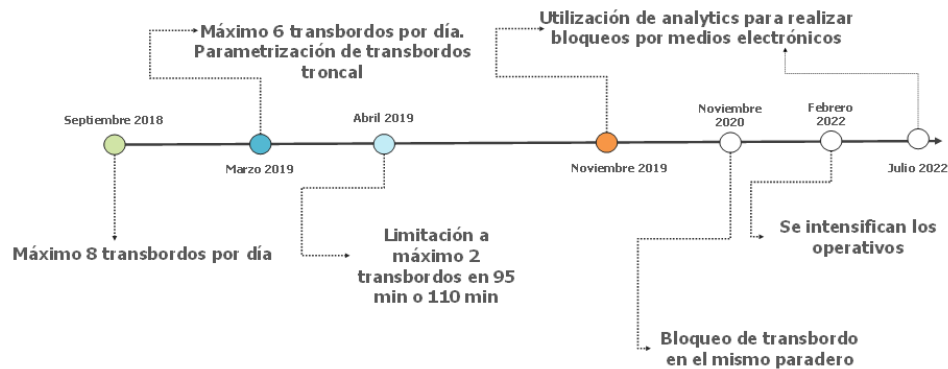 Máximo 6 transbordos por día.
Parametrización de transbordos
troncal
Utilización de analytics para realizar
bloqueos por medios electrónicos
Septiembre 2018
Marzo 2019
Abril 2019
Noviembre 2019
Noviembre
2020
Febrero
2022
Julio 2022
Máximo 8 transbordos por día
Limitación a
máximo 2
transbordos en 95
min o 110 min
Se intensifican los
operativos
Bloqueo de transbordo
en el mismo paradero